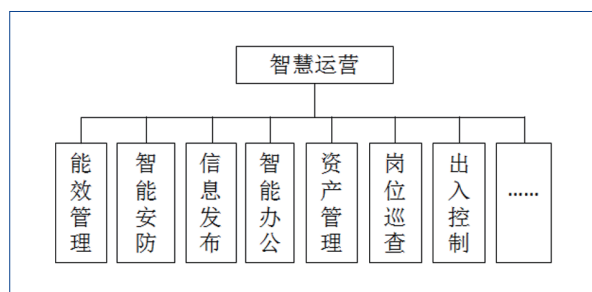 智慧运营
能效管理
智能安防
信息发布
智能办公
资产管理
岗位巡查
出入控制
……